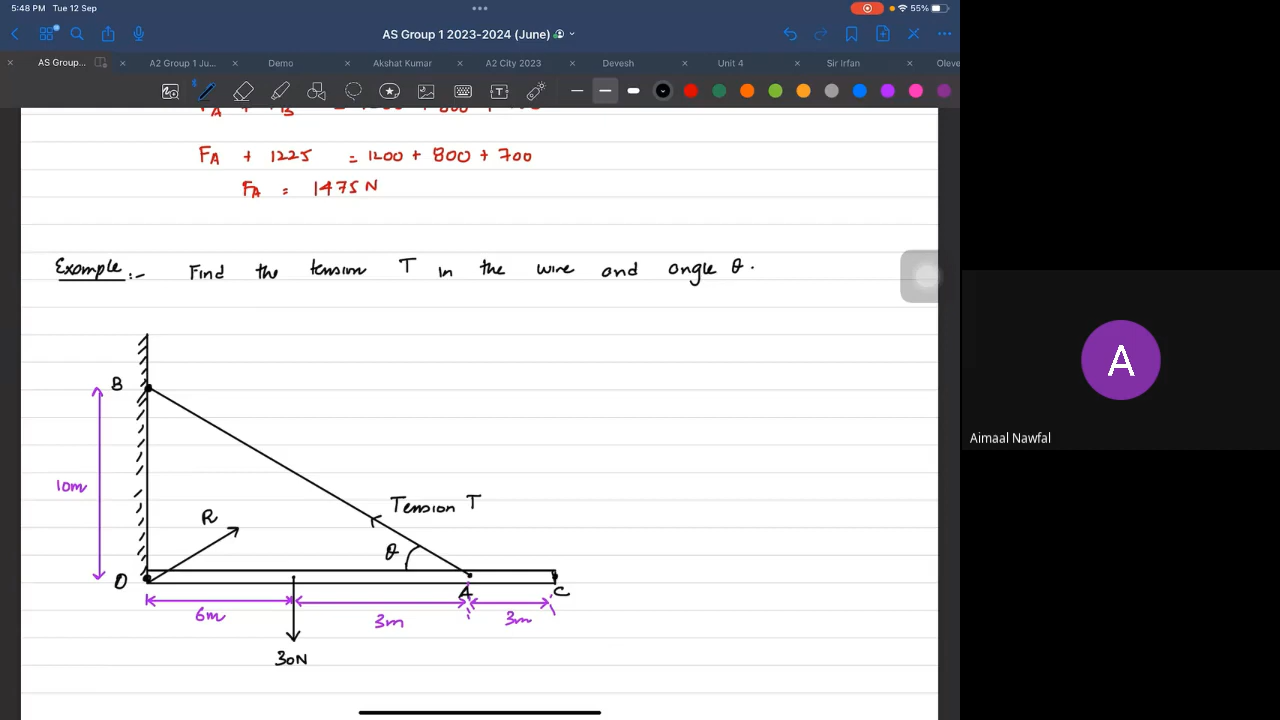 5:48 PM Tue 12 Sep
55%
AS Group 1 2023-2024 (June)
AS Group...
A2 Group 1 Ju...
Demo
Akshat Kumar
A2 City 2023
Devesh
Unit 4
Sir Irfan
Oleve
FA + 1225 = 1200 + 800 + 700
FA = 1475 N
Example :- Find the tension T in the wire and angle θ.
B
10m
Tension T
R
θ
O
A
C
6m
3m
3m
30N
A
Aimaal Nawfal